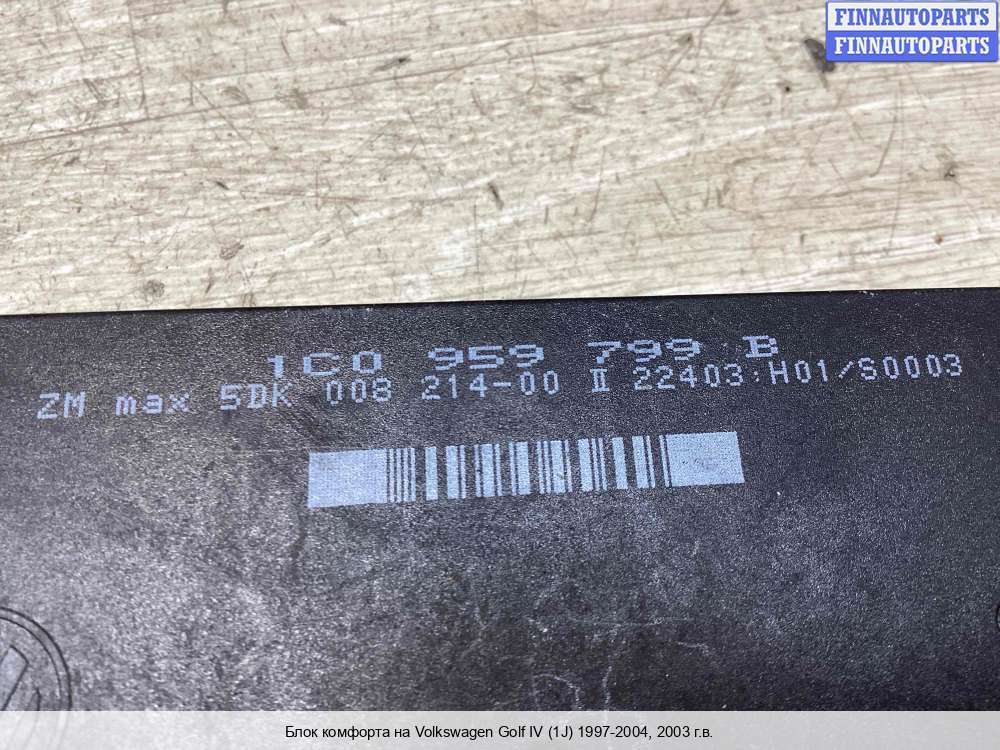 FINNAUTOPARTS
FINNAUTOPARTS
1C0 959 799 B
ZM max 5DK 008 214-00 II 22403 H01/S0003
Блок комфорта на Volkswagen Golf IV (1J) 1997-2004, 2003 г.в.